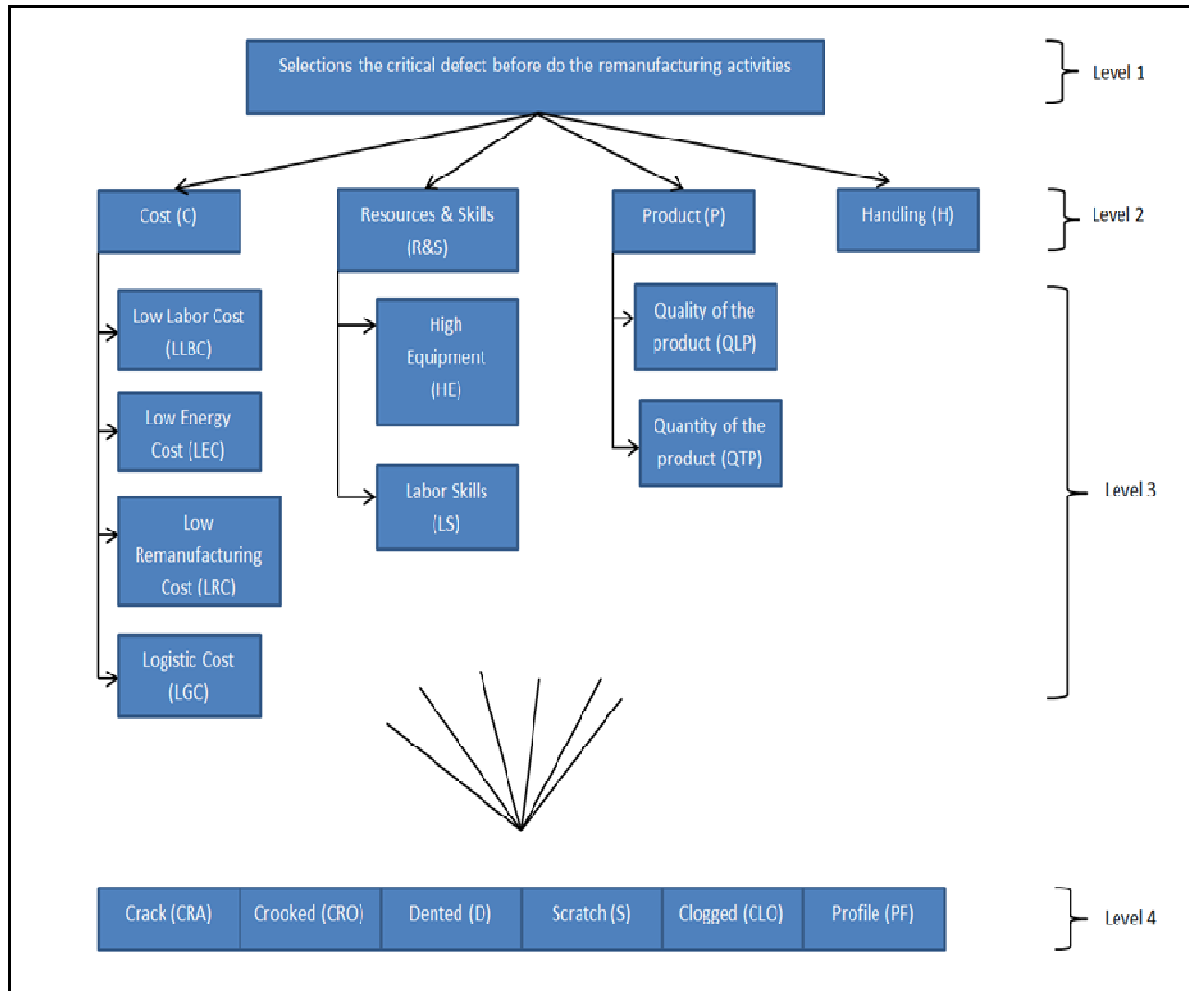 Selections the critical defect before do the remanufacturing activities
Level 1
Cost (C)
Resources & Skills
(R&S)
Product (P)
Handling (H)
Level 2
Low Labor Cost
(LLBC)
Low Energy
Cost (LEC)
Low
Remanufacturing
Cost (LRC)
Logistic Cost
(LGC)
High
Equipment
(HE)
Labor Skills
(LS)
Quality of the
product (QLP)
Quantity of the
product (QTP)
Level 3
Crack (CRA)
Crooked (CRO)
Dented (D)
Scratch (S)
Clogged (CLO)
Profile (PF)
Level 4